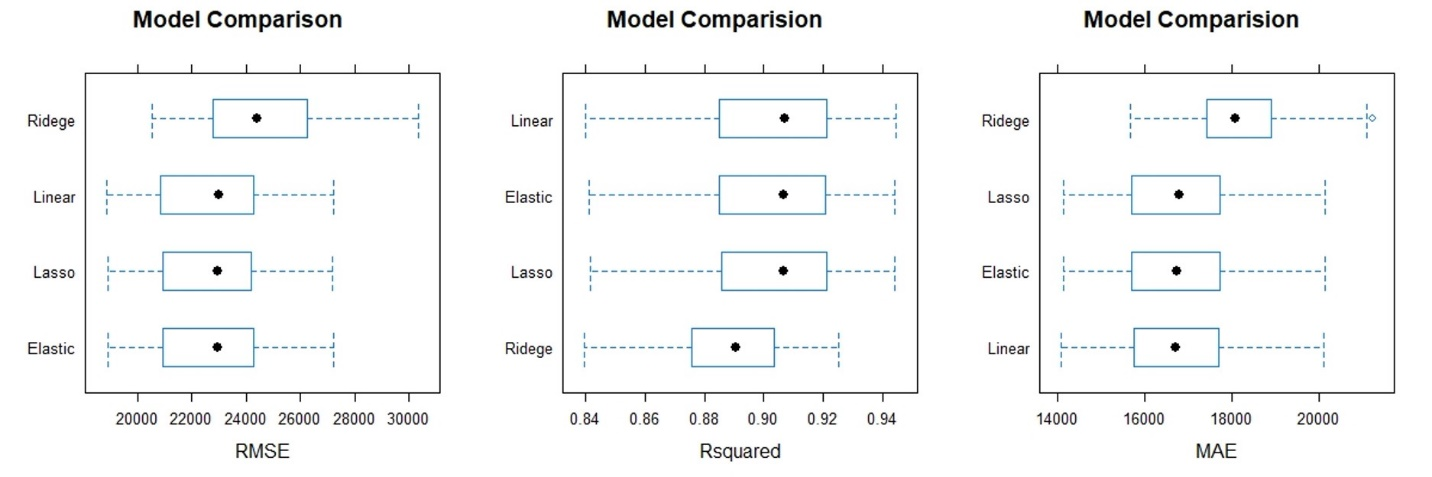 Model Comparison
Ridege
Linear
Lasso
Elastic
20000 22000 24000 26000 28000 30000
RMSE
Model Comparision
Linear
Elastic
Lasso
Ridege
0.84 0.86 0.88 0.90 0.92 0.94
Rsquared
Model Comparision
Ridege
Lasso
Elastic
Linear
14000 16000 18000 20000
MAE